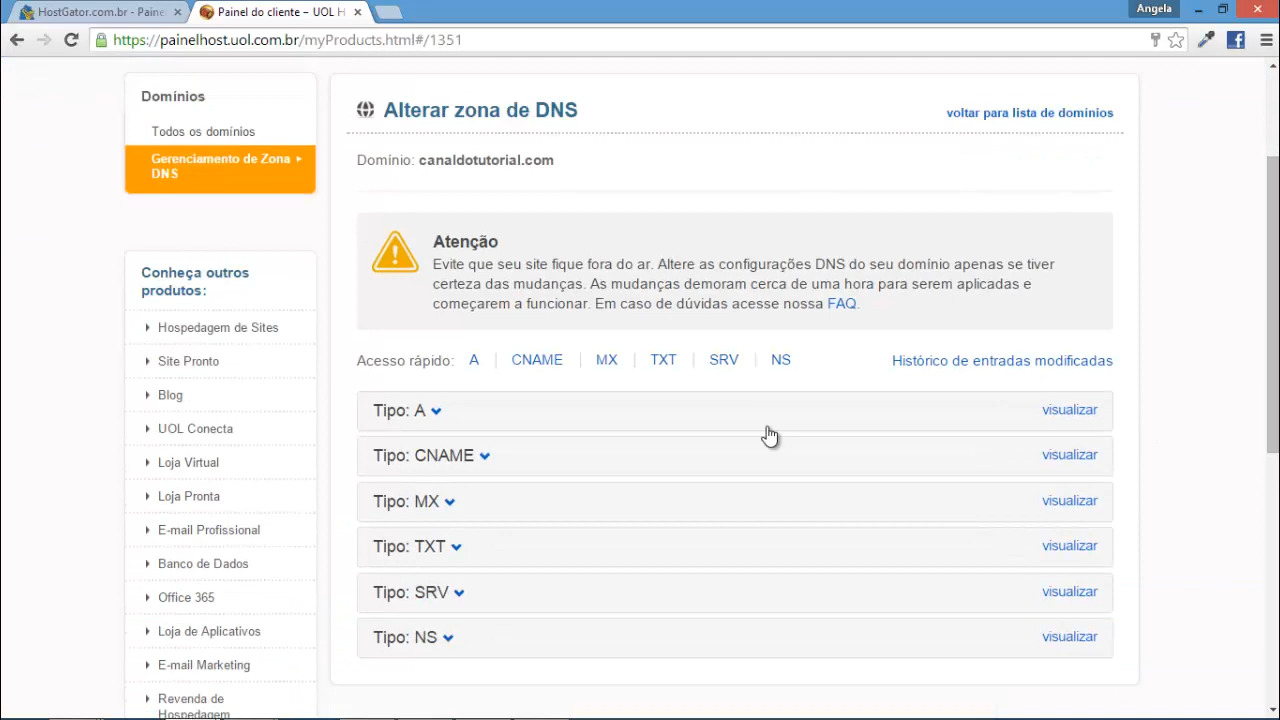 HostGator.com.br - Paine
Painel do cliente – UOL H
Angela
https://painelhost.uol.com.br/myProducts.html#/1351
Domínios
Todos os domínios
Gerenciamento de Zona
DNS
Conheça outros
produtos:
Hospedagem de Sites
Site Pronto
Blog
UOL Conecta
Loja Virtual
Loja Pronta
E-mail Profissional
Banco de Dados
Office 365
Loja de Aplicativos
E-mail Marketing
Revenda de
Hospedagem
Alterar zona de DNS
voltar para lista de domínios
Domínio: canaldotutorial.com
Atenção
Evite que seu site fique fora do ar. Altere as configurações DNS do seu domínio apenas se tiver
certeza das mudanças. As mudanças demoram cerca de uma hora para serem aplicadas e
começarem a funcionar. Em caso de dúvidas acesse nossa FAQ.
Acesso rápido: A CNAME MX TXT SRV NS Histórico de entradas modificadas
Tipo: A visualizar
Tipo: CNAME visualizar
Tipo: MX visualizar
Tipo: TXT visualizar
Tipo: SRV visualizar
Tipo: NS visualizar